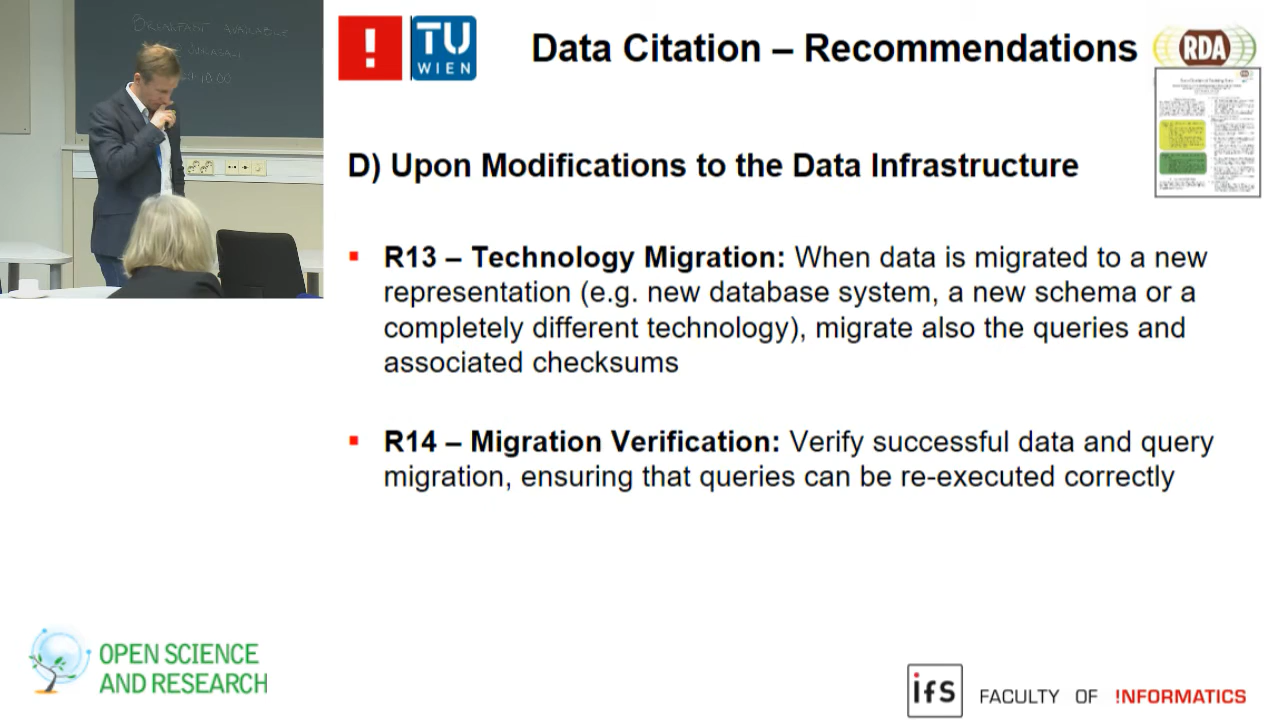 BREAKFAST AVAILABLE
!
TU
WIEN
Data Citation – Recommendations
RDA
D) Upon Modifications to the Data Infrastructure
▪ R13 – Technology Migration: When data is migrated to a new
representation (e.g. new database system, a new schema or a
completely different technology), migrate also the queries and
associated checksums
▪ R14 – Migration Verification: Verify successful data and query
migration, ensuring that queries can be re-executed correctly
OPEN SCIENCE
AND RESEARCH
ifs
FACULTY OF !NFORMATICS